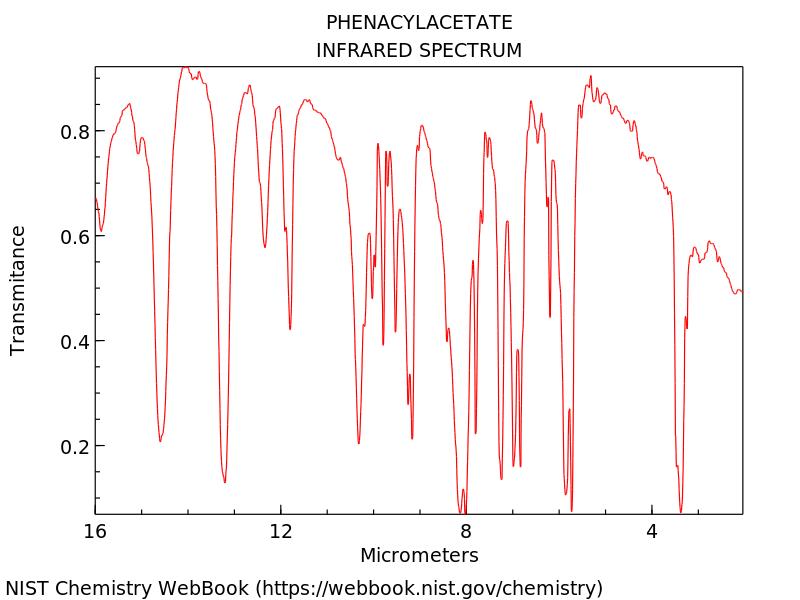 PHENACYLACETATE
INFRARED SPECTRUM
0.8
0.6
0.4
0.2
Transmitance
16
12
8
4
Micrometers
NIST Chemistry WebBook (https://webbook.nist.gov/chemistry)